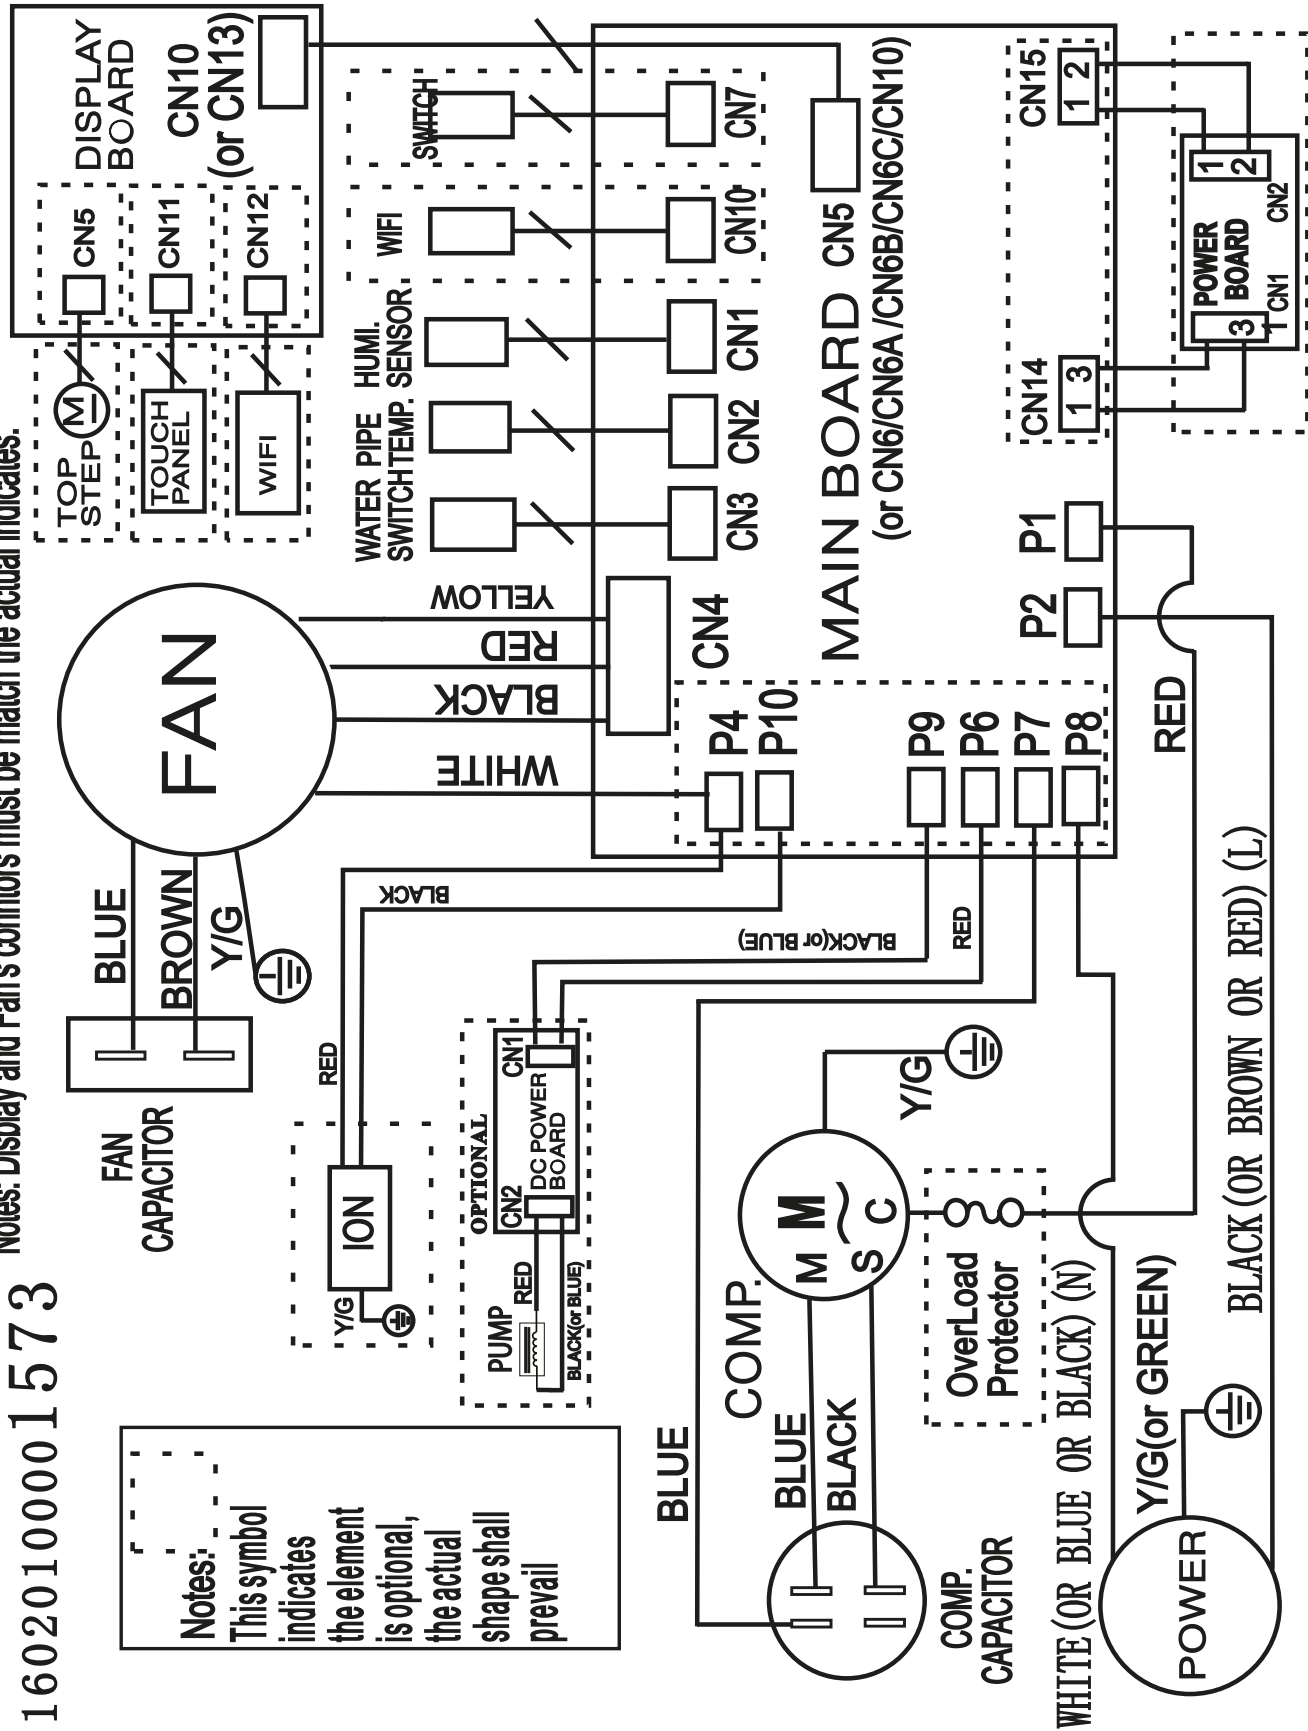 16020100001573
Notes: Display and Fan's conntors must be match the actual indicates.
Notes:
This symbol
indicates
the element
is optional,
the actual
shape shall
prevail
FAN
CAPACITOR
BLUE
BROWN
Y/G
FAN
WHITE
BLACK
RED
YELLOW
TOP
STEP
M
TOUCH
PANEL
WIFI
CN5
CN11
CN12
DISPLAY
BOARD
CN10
(or CN13)
WATER
SWITCH
PIPE
TEMP.
HUMI.
SENSOR
WIFI
SWITCH
CN3
CN2
CN1
CN10
CN7
CN4
MAIN BOARD
CN5
(or CN6/CN6A /CN6B/CN6C/CN10)
P4
P10
P9
P6
P7
P8
P2
P1
CN14
1 3
CN15
1 2
POWER
BOARD
CN1
CN2
3
1
1
2
RED
BLACK
ION
Y/G
OPTIONAL
CN2
CN1
DC POWER
BOARD
PUMP
RED
BLACK(or BLUE)
BLACK(or BLUE)
RED
BLUE
COMP.
M
M
~
S
C
Y/G
BLUE
BLACK
COMP.
CAPACITOR
OverLoad
Protector
RED
WHITE(OR BLUE OR BLACK)(N)
Y/G(or GREEN)
POWER
BLACK(OR BROWN OR RED)(L)